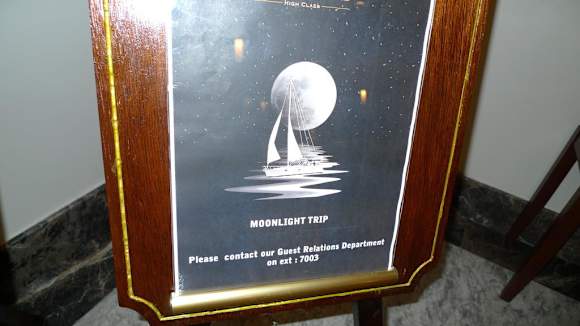 High Class
MOONLIGHT TRIP
Please contact our Guest Relations Department
on ext : 7003